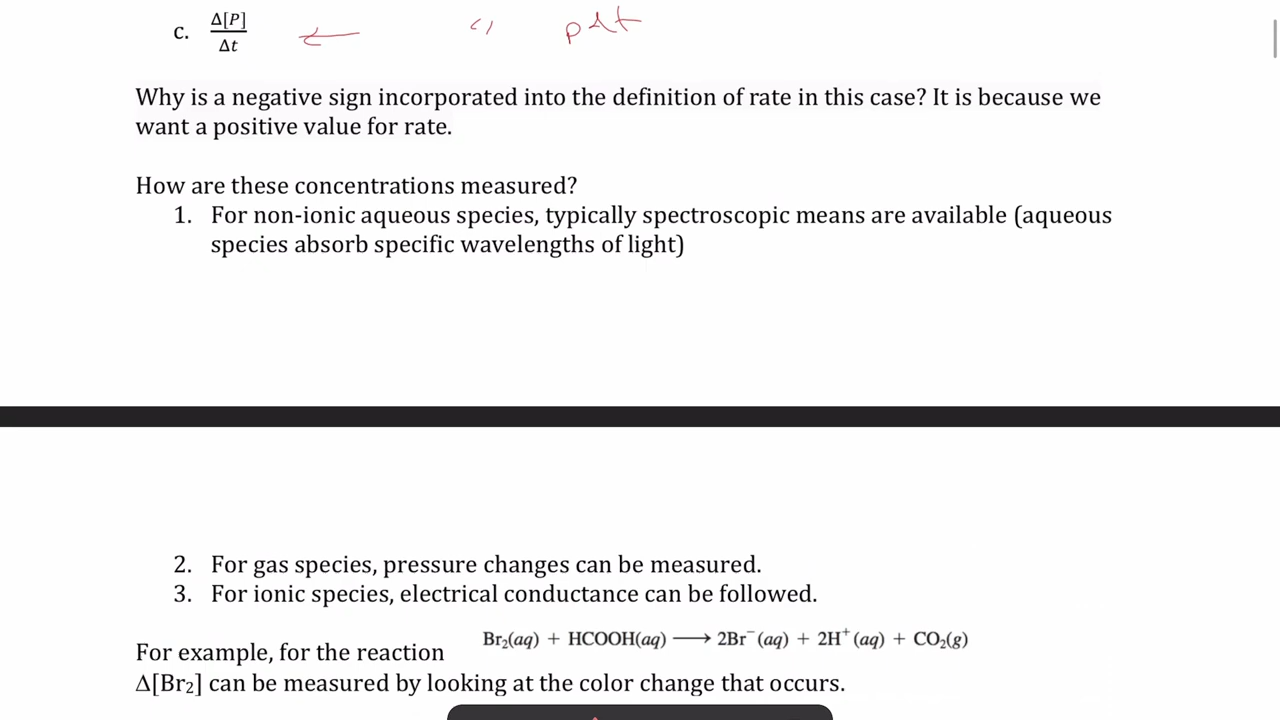 c. Δ[P]/Δt ← " pdt
Why is a negative sign incorporated into the definition of rate in this case? It is because we
want a positive value for rate.
How are these concentrations measured?
1. For non-ionic aqueous species, typically spectroscopic means are available (aqueous
species absorb specific wavelengths of light)
2. For gas species, pressure changes can be measured.
3. For ionic species, electrical conductance can be followed.
For example, for the reaction Br₂(aq) + HCOOH(aq) ⟶ 2Br⁻(aq) + 2H⁺(aq) + CO₂(g)
Δ[Br₂] can be measured by looking at the color change that occurs.